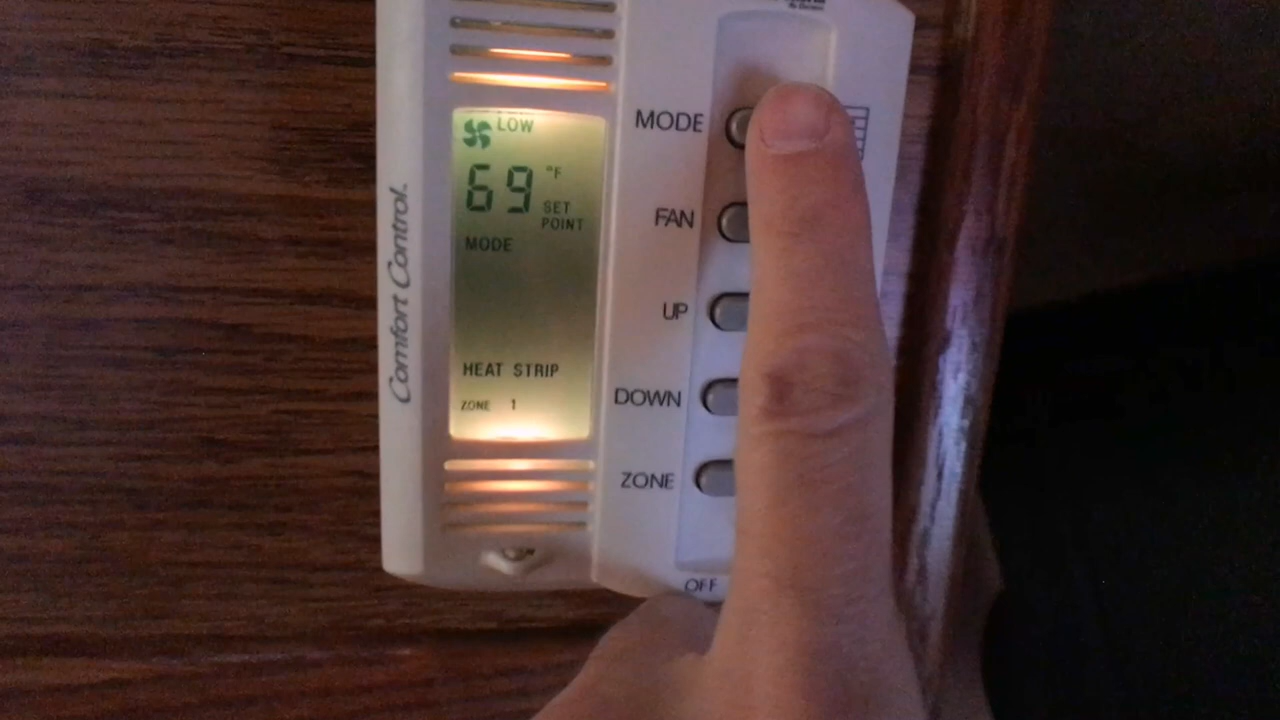 Comfort Control.
LOW
69 °F
SET
POINT
MODE
HEAT STRIP
ZONE 1
MODE
FAN
UP
DOWN
ZONE
OFF